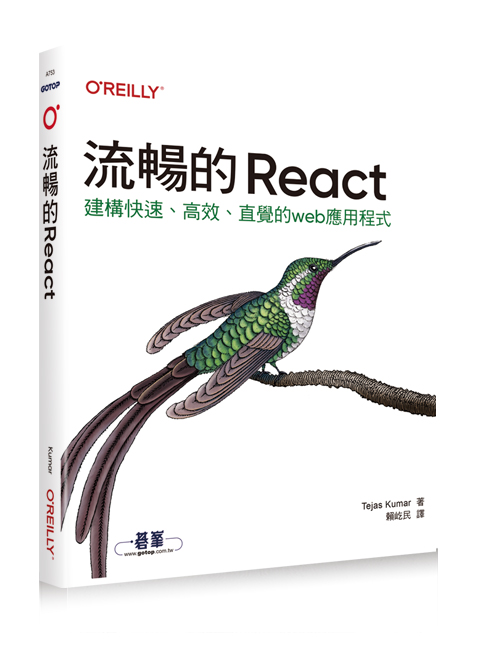 A753
GOTOP
流暢的React
Kumar
O'REILLY
O'REILLY®
流暢的React
建構快速、高效、直覺的web應用程式
Tejas Kumar 著
賴屹民 譯
碁峯
www.gotop.com.tw